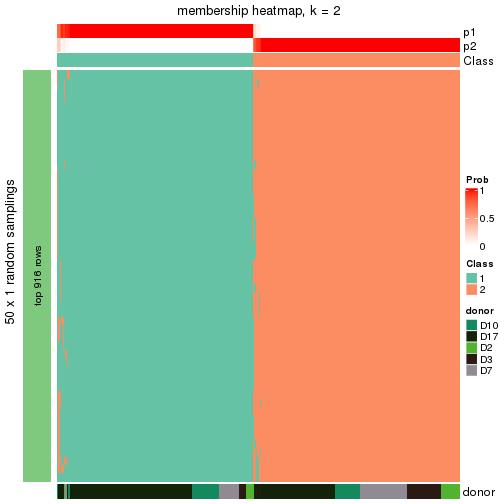 membership heatmap, k = 2
p1
p2
Class
50 x 1 random samplings
top 916 rows
Prob
1
0.5
0
Class
1
2
donor
D10
D17
D2
D3
D7
donor